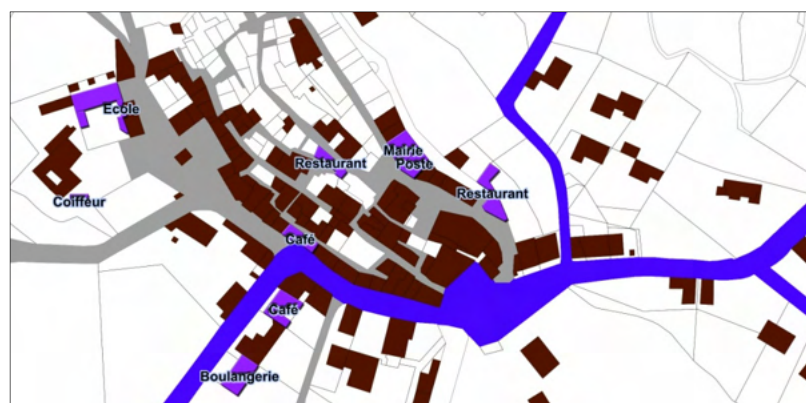 Ecole
Mairie
Poste
Restaurant
Restaurant
Coiffeur
Café
Café
Boulangerie